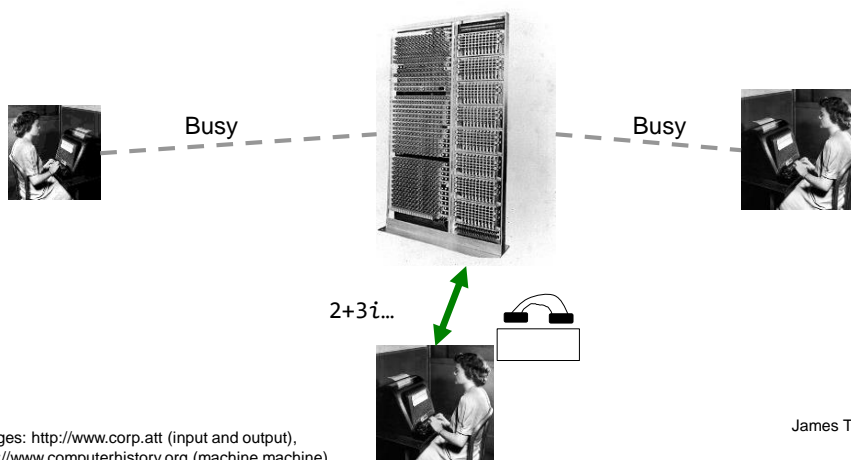 Busy
Busy
2+3i…
ges: http://www.corp.att (input and output),
James T
//www.computerhistory.org (machine machine)